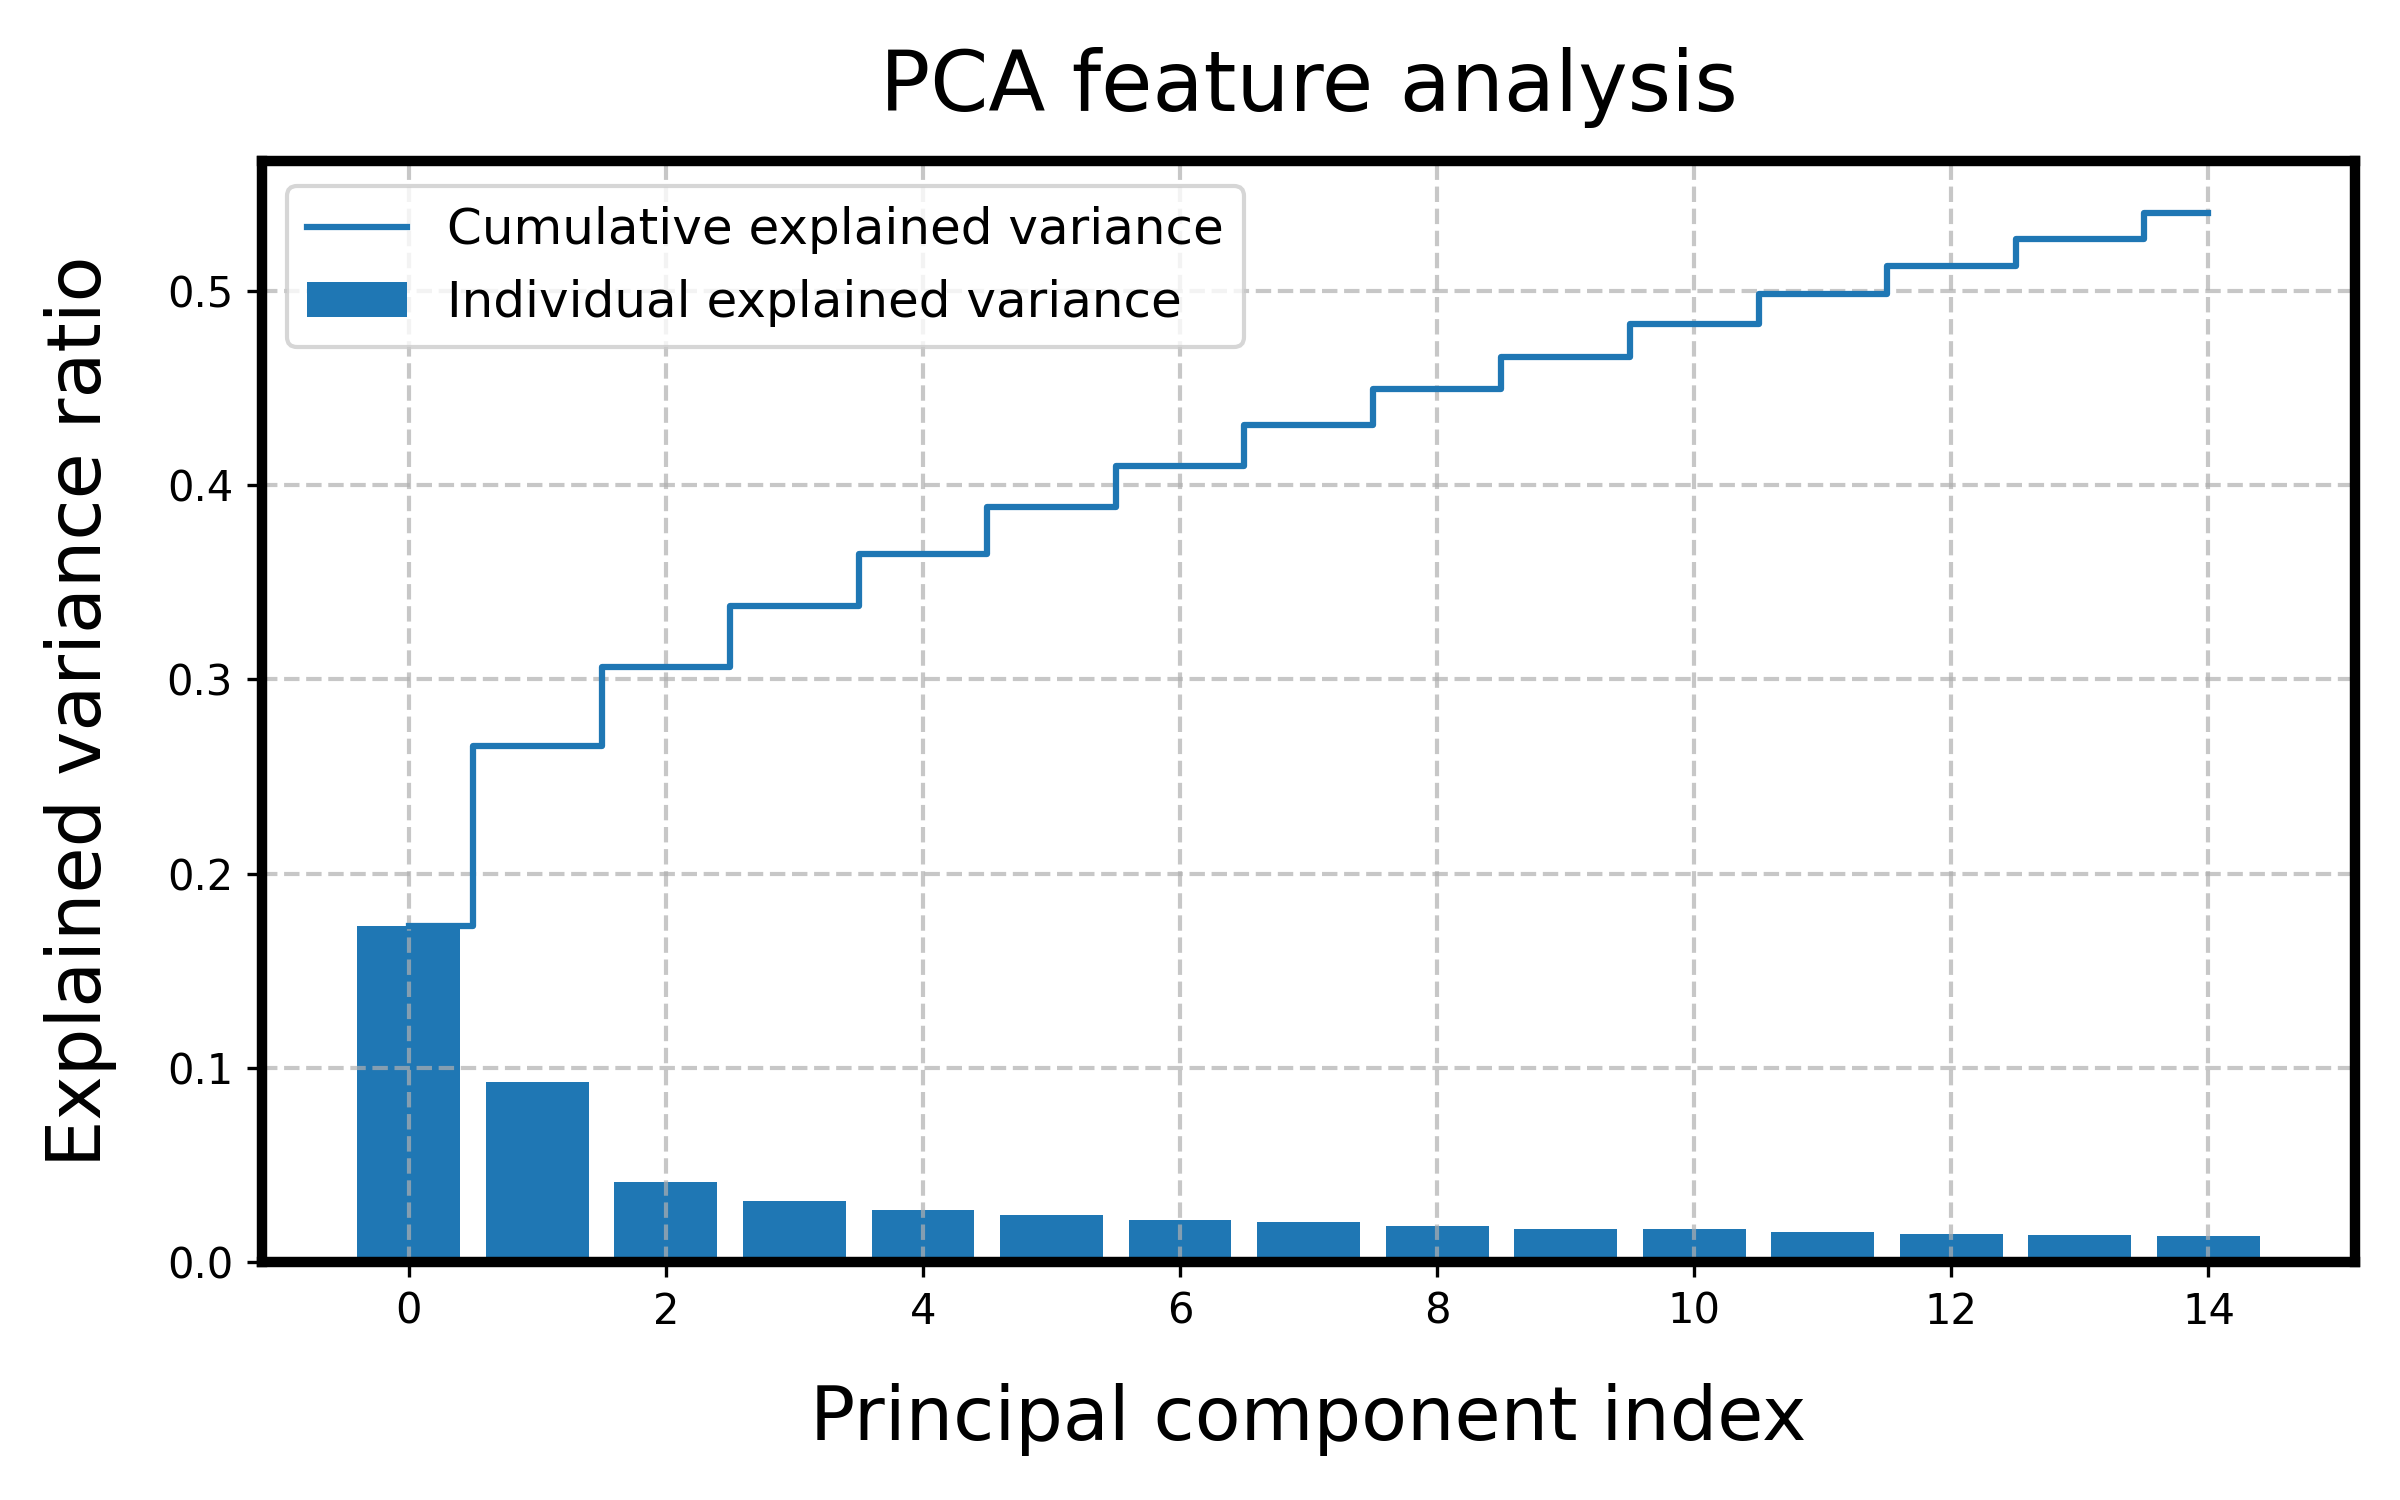 PCA feature analysis
Cumulative explained variance
Individual explained variance
Explained variance ratio
0.5
0.4
0.3
0.2
0.1
0.0
0 2 4 6 8 10 12 14
Principal component index